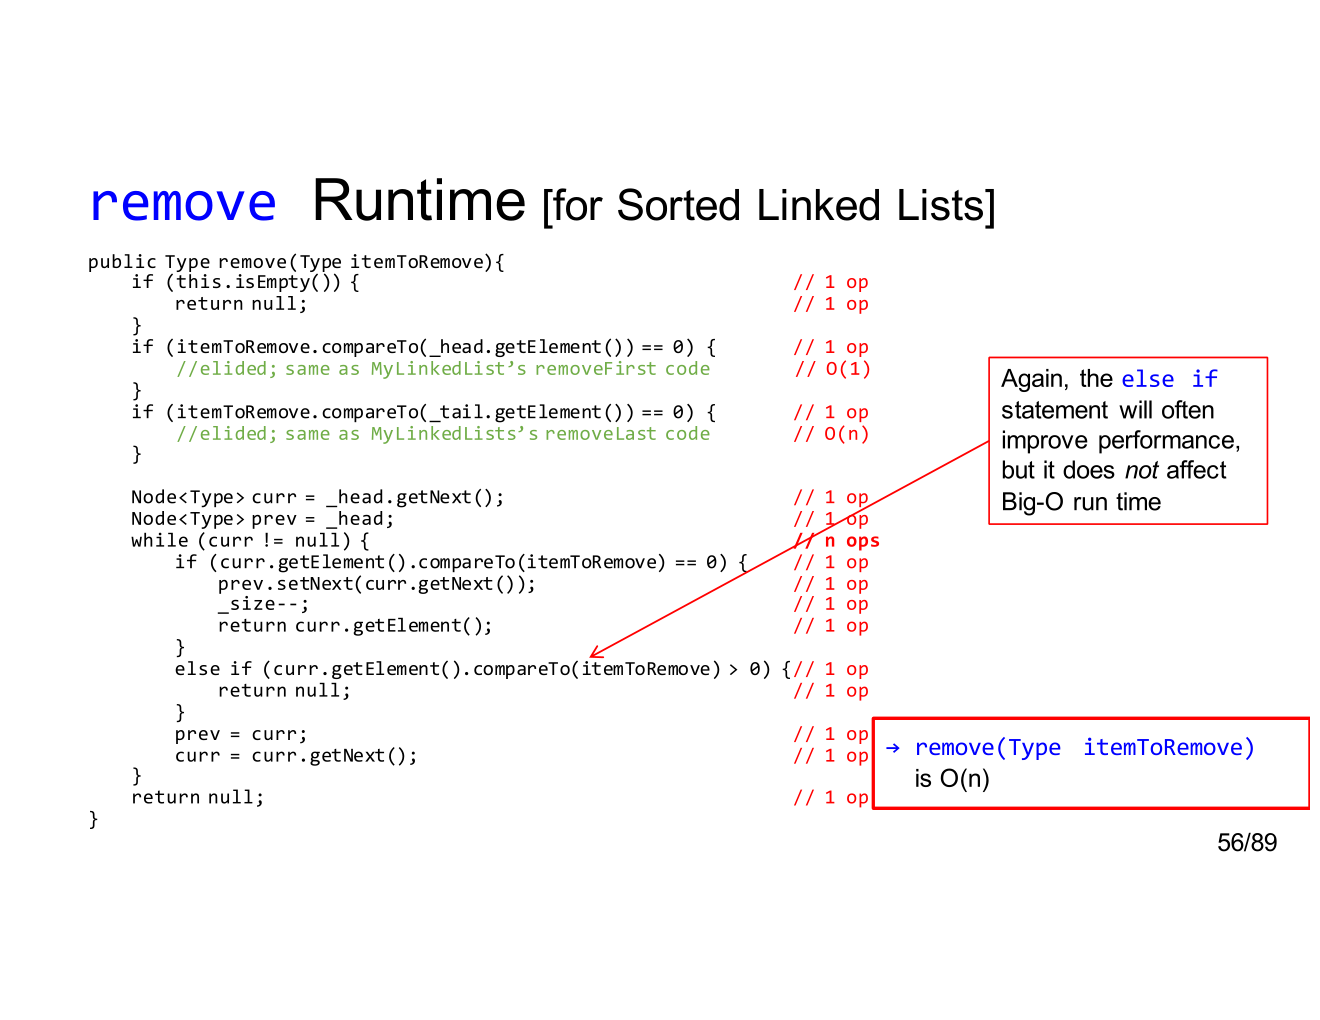 remove Runtime [for Sorted Linked Lists]
public Type remove(Type itemToRemove){
    if (this.isEmpty()) { // 1 op
        return null; // 1 op
    }
    if (itemToRemove.compareTo(_head.getElement()) == 0) { // 1 op
        //elided; same as MyLinkedList’s removeFirst code // O(1)
    }
    if (itemToRemove.compareTo(_tail.getElement()) == 0) { // 1 op
        //elided; same as MyLinkedLists’s removeLast code // O(n)
    }
    Node<Type> curr = _head.getNext(); // 1 op
    Node<Type> prev = _head; // 1 op
    while (curr != null) { // n ops
        if (curr.getElement().compareTo(itemToRemove) == 0) { // 1 op
            prev.setNext(curr.getNext()); // 1 op
            _size--; // 1 op
            return curr.getElement(); // 1 op
        }
        else if (curr.getElement().compareTo(itemToRemove) > 0) {// 1 op
            return null; // 1 op
        }
        prev = curr; // 1 op
        curr = curr.getNext(); // 1 op
    }
    return null; // 1 op
}
Again, the else if
statement will often
improve performance,
but it does not affect
Big-O run time
→ remove(Type itemToRemove)
is O(n)
56/89